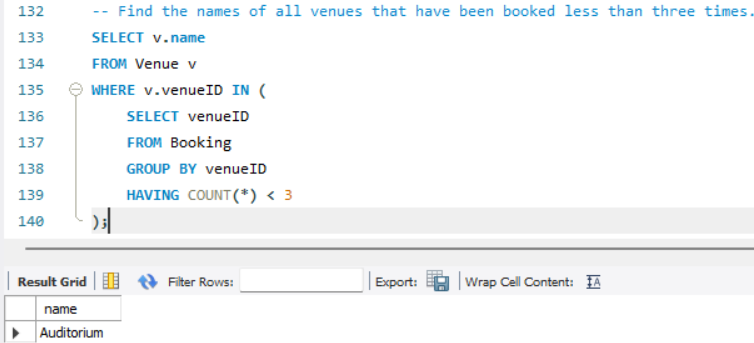 132 -- Find the names of all venues that have been booked less than three times.
133 SELECT v.name
134 FROM Venue v
135 WHERE v.venueID IN (
136 SELECT venueID
137 FROM Booking
138 GROUP BY venueID
139 HAVING COUNT(*) < 3
140 );
Result Grid Filter Rows: Export: Wrap Cell Content:
name
Auditorium